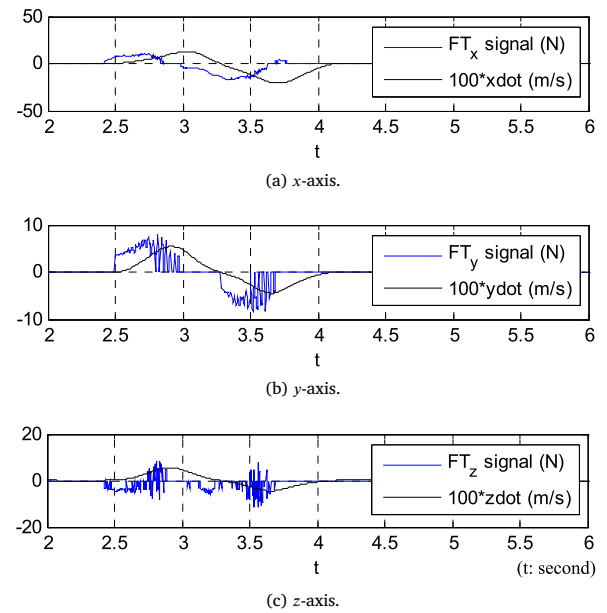 50
FTx signal (N)
0
100*xdot (m/s)
-50
2 2.5 3 3.5 4 4.5 5 5.5 6
t
(a) x-axis.
10
FTy signal (N)
0
100*ydot (m/s)
-10
2 2.5 3 3.5 4 4.5 5 5.5 6
t
(b) y-axis.
20
FTz signal (N)
0
100*zdot (m/s)
-20
2 2.5 3 3.5 4 4.5 5 5.5 6
t (t: second)
(c) z-axis.